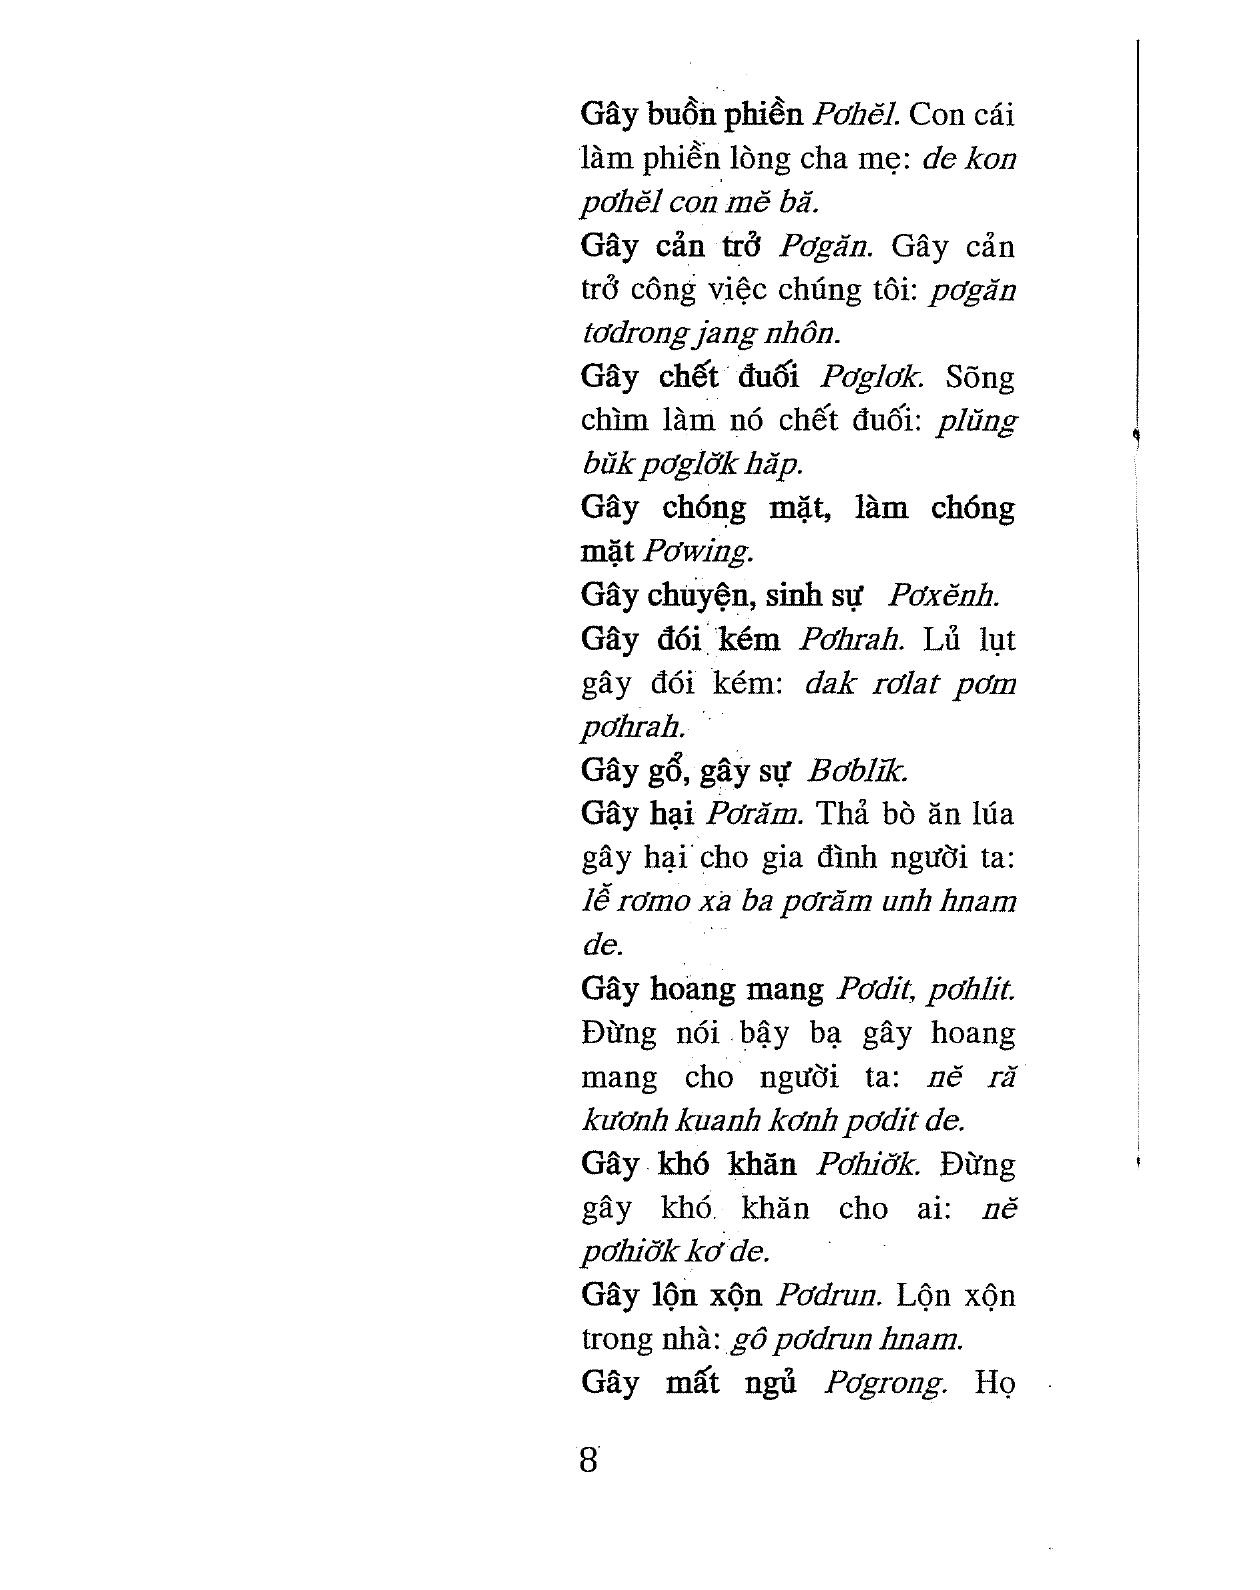 Gây buồn phiền Pơhĕl. Con cái
làm phiền lòng cha mẹ: de kon
pơhĕl con mĕ bă.
Gây cản trở Pơgăn. Gây cản
trở công việc chúng tôi: pơgăn
tơdrong jang nhôn.
Gây chết đuối Pơglơk. Sõng
chìm làm nó chết đuối: plŭng
bŭk pơglơ̆k hăp.
Gây chóng mặt, làm chóng
mặt Pơwing.
Gây chuyện, sinh sự Pơxĕnh.
Gây đói kém Pơhrah. Lủ lụt
gây đói kém: dak rơlat pơm
pơhrah.
Gây gổ, gây sự Bơblĭk.
Gây hại Pơrăm. Thả bò ăn lúa
gây hại cho gia đình người ta:
lê̆ rơmo xa ba pơrăm unh hnam
de.
Gây hoang mang Pơdit, pơhlit.
Đừng nói bậy bạ gây hoang
mang cho người ta: nĕ ră
kươnh kuanh kơnh pơdit de.
Gây khó khăn Pơhiơ̆k. Đừng
gây khó khăn cho ai: nĕ
pơhiơ̆k kơ de.
Gây lộn xộn Pơdrun. Lộn xộn
trong nhà: gô pơdrun hnam.
Gây mất ngủ Pơgrong. Họ
8